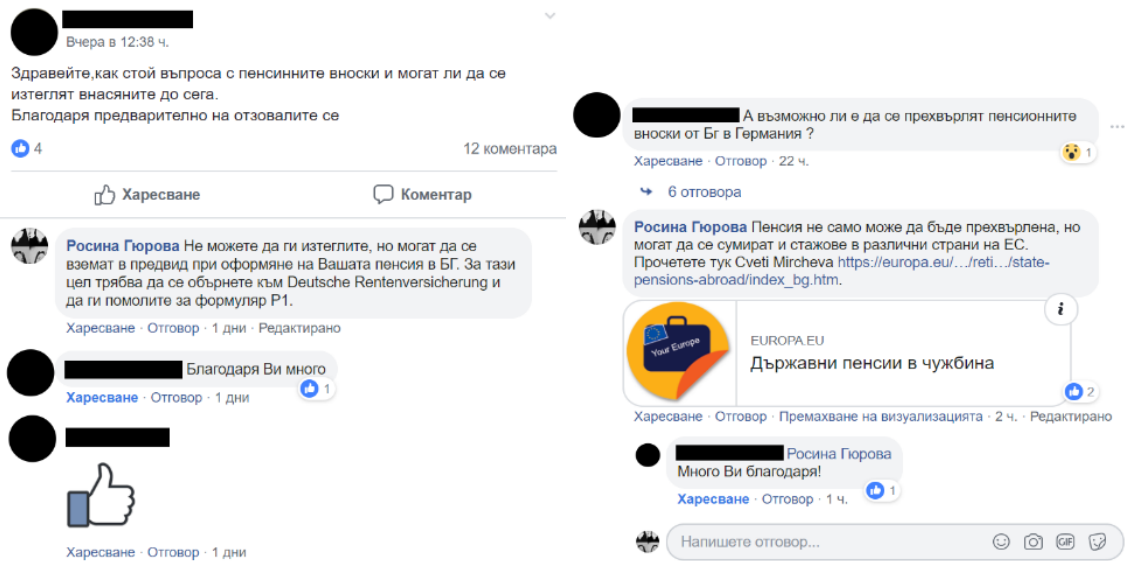 Вчера в 12:38 ч.
Здравейте,как стой въпроса с пенсинните вноски и могат ли да се
изтеглят внасяните до сега.
Благодаря предварително на отзовалите се
4
12 коментара
Харесване
Коментар
Росина Гюрова Не можете да ги изтеглите, но могат да се
вземат в предвид при оформяне на Вашата пенсия в БГ. За тази
цел трябва да се обърнете към Deutsche Rentenversicherung и
да ги помолите за формуляр P1.
Харесване · Отговор · 1 дни · Редактирано
Благодаря Ви много
1
Харесване · Отговор · 1 дни
Харесване · Отговор · 1 дни
А възможно ли е да се прехвърлят пенсионните
вноски от Бг в Германия ?
1
Харесване · Отговор · 22 ч.
6 отговора
Росина Гюрова Пенсия не само може да бъде прехвърлена, но
могат да се сумират и стажове в различни страни на ЕС.
Прочетете тук Cveti Mircheva https://europa.eu/…/reti…/state-
pensions-abroad/index_bg.htm.
i
Your Europe
EUROPA.EU
Държавни пенсии в чужбина
2
Харесване · Отговор · Премахване на визуализацията · 2 ч. · Редактирано
Росина Гюрова
Много Ви благодаря!
1
Харесване · Отговор · 1 ч.
Напишете отговор...
GIF